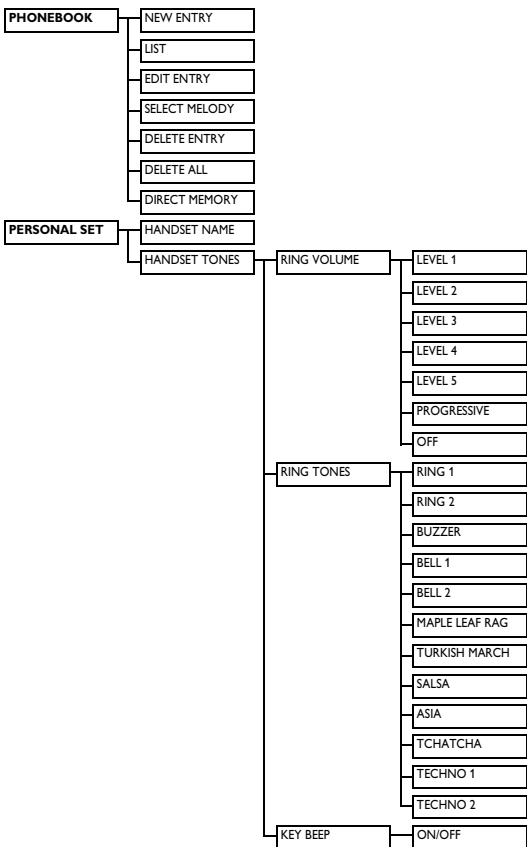 PHONEBOOK
NEW ENTRY
LIST
EDIT ENTRY
SELECT MELODY
DELETE ENTRY
DELETE ALL
DIRECT MEMORY
PERSONAL SET
HANDSET NAME
HANDSET TONES
RING VOLUME
LEVEL 1
LEVEL 2
LEVEL 3
LEVEL 4
LEVEL 5
PROGRESSIVE
OFF
RING TONES
RING 1
RING 2
BUZZER
BELL 1
BELL 2
MAPLE LEAF RAG
TURKISH MARCH
SALSA
ASIA
TCHATCHA
TECHNO 1
TECHNO 2
KEY BEEP
ON/OFF